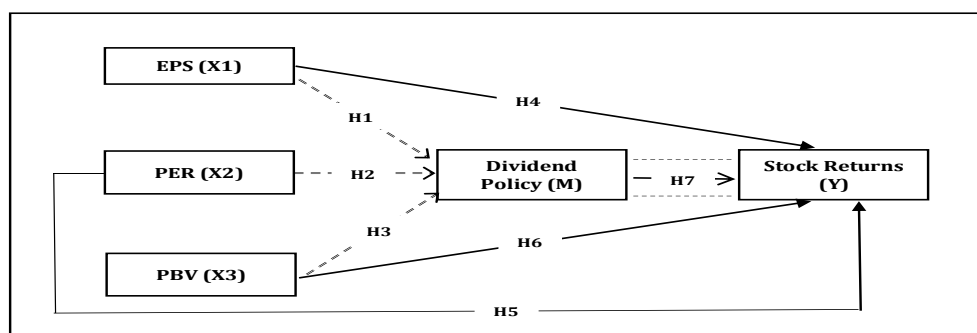 EPS (X1)
H4
H1
PER (X2)
H2
Dividend
Policy (M)
H7
Stock Returns
(Y)
H3
H6
PBV (X3)
H5